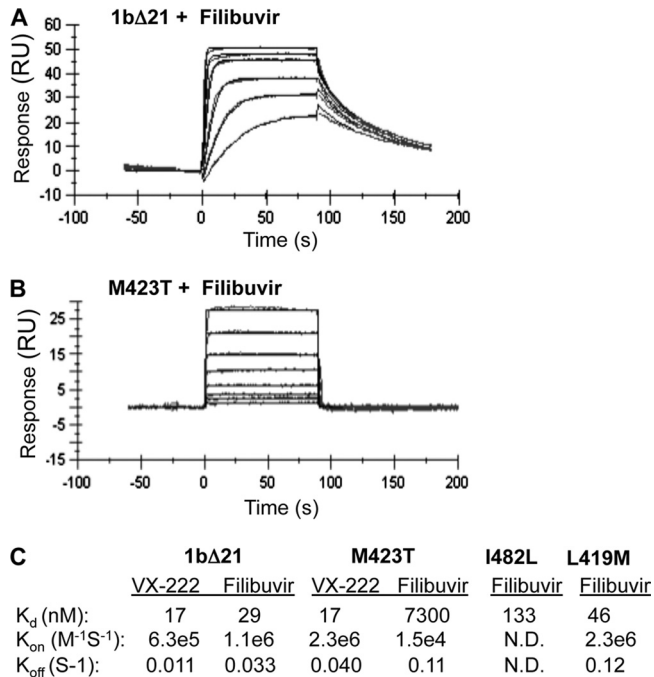 A
1bΔ21 + Filibuvir
Response (RU)
60
50
40
30
20
10
0
-10
-100 -50 0 50 100 150 200
Time (s)
B
M423T + Filibuvir
Response (RU)
25
15
5
-5
-15
-100 -50 0 50 100 150 200
Time (s)
C 1bΔ21 M423T I482L L419M
VX-222 Filibuvir VX-222 Filibuvir Filibuvir Filibuvir
Kd (nM): 17 29 17 7300 133 46
Kon (M-1S-1): 6.3e5 1.1e6 2.3e6 1.5e4 N.D. 2.3e6
Koff (S-1) 0.011 0.033 0.040 0.11 N.D. 0.12